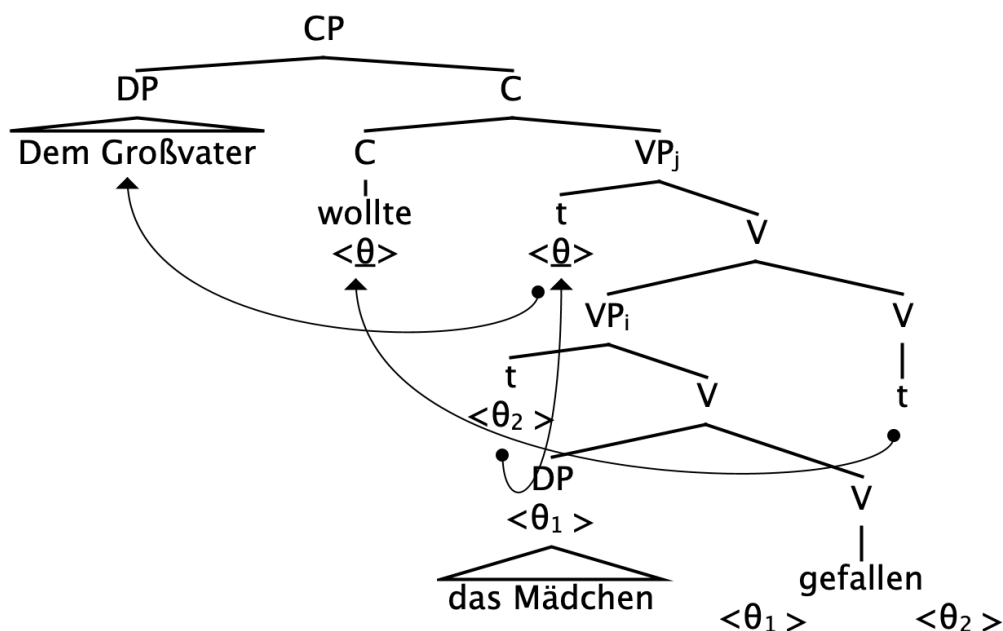 CP
DP C
Dem Großvater C VPⱼ
wollte t V
<θ̲> <θ̲>
VPᵢ V
t V t
<θ₂ >
DP V
<θ₁ >
das Mädchen gefallen
<θ₁ > <θ₂ >